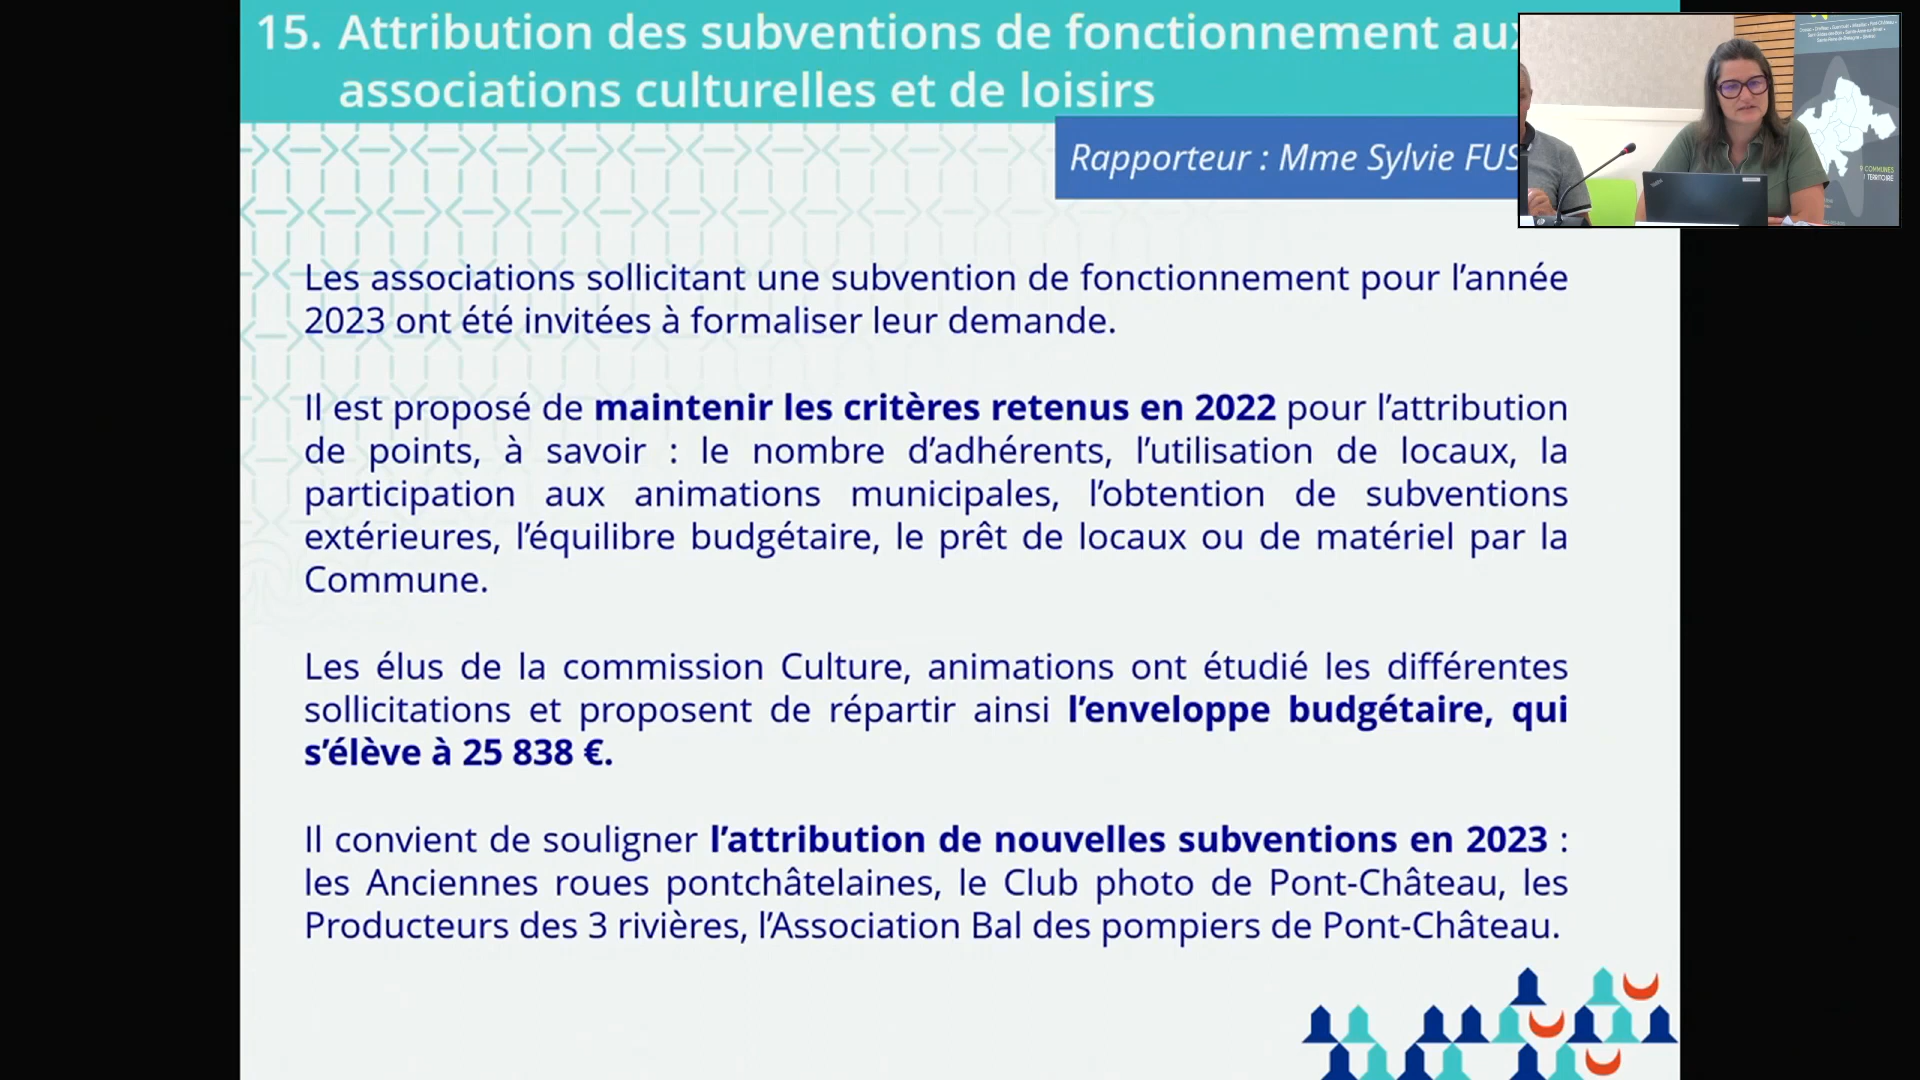 15. Attribution des subventions de fonctionnement aux
associations culturelles et de loisirs
Rapporteur : Mme Sylvie FUS
Les associations sollicitant une subvention de fonctionnement pour l’année
2023 ont été invitées à formaliser leur demande.
Il est proposé de maintenir les critères retenus en 2022 pour l’attribution
de points, à savoir : le nombre d’adhérents, l’utilisation de locaux, la
participation aux animations municipales, l’obtention de subventions
extérieures, l’équilibre budgétaire, le prêt de locaux ou de matériel par la
Commune.
Les élus de la commission Culture, animations ont étudié les différentes
sollicitations et proposent de répartir ainsi l’enveloppe budgétaire, qui
s’élève à 25 838 €.
Il convient de souligner l’attribution de nouvelles subventions en 2023 :
les Anciennes roues pontchâtelaines, le Club photo de Pont-Château, les
Producteurs des 3 rivières, l’Association Bal des pompiers de Pont-Château.
COMMUNES
TERRITOIRE